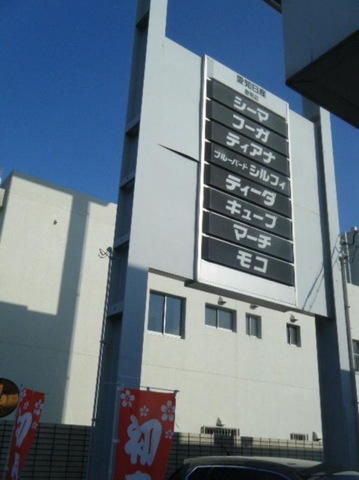 愛知日産
シーマ
フーガ
ティアナ
ブルーバード シルフィ
ティーダ
キューブ
マーチ
モコ
初